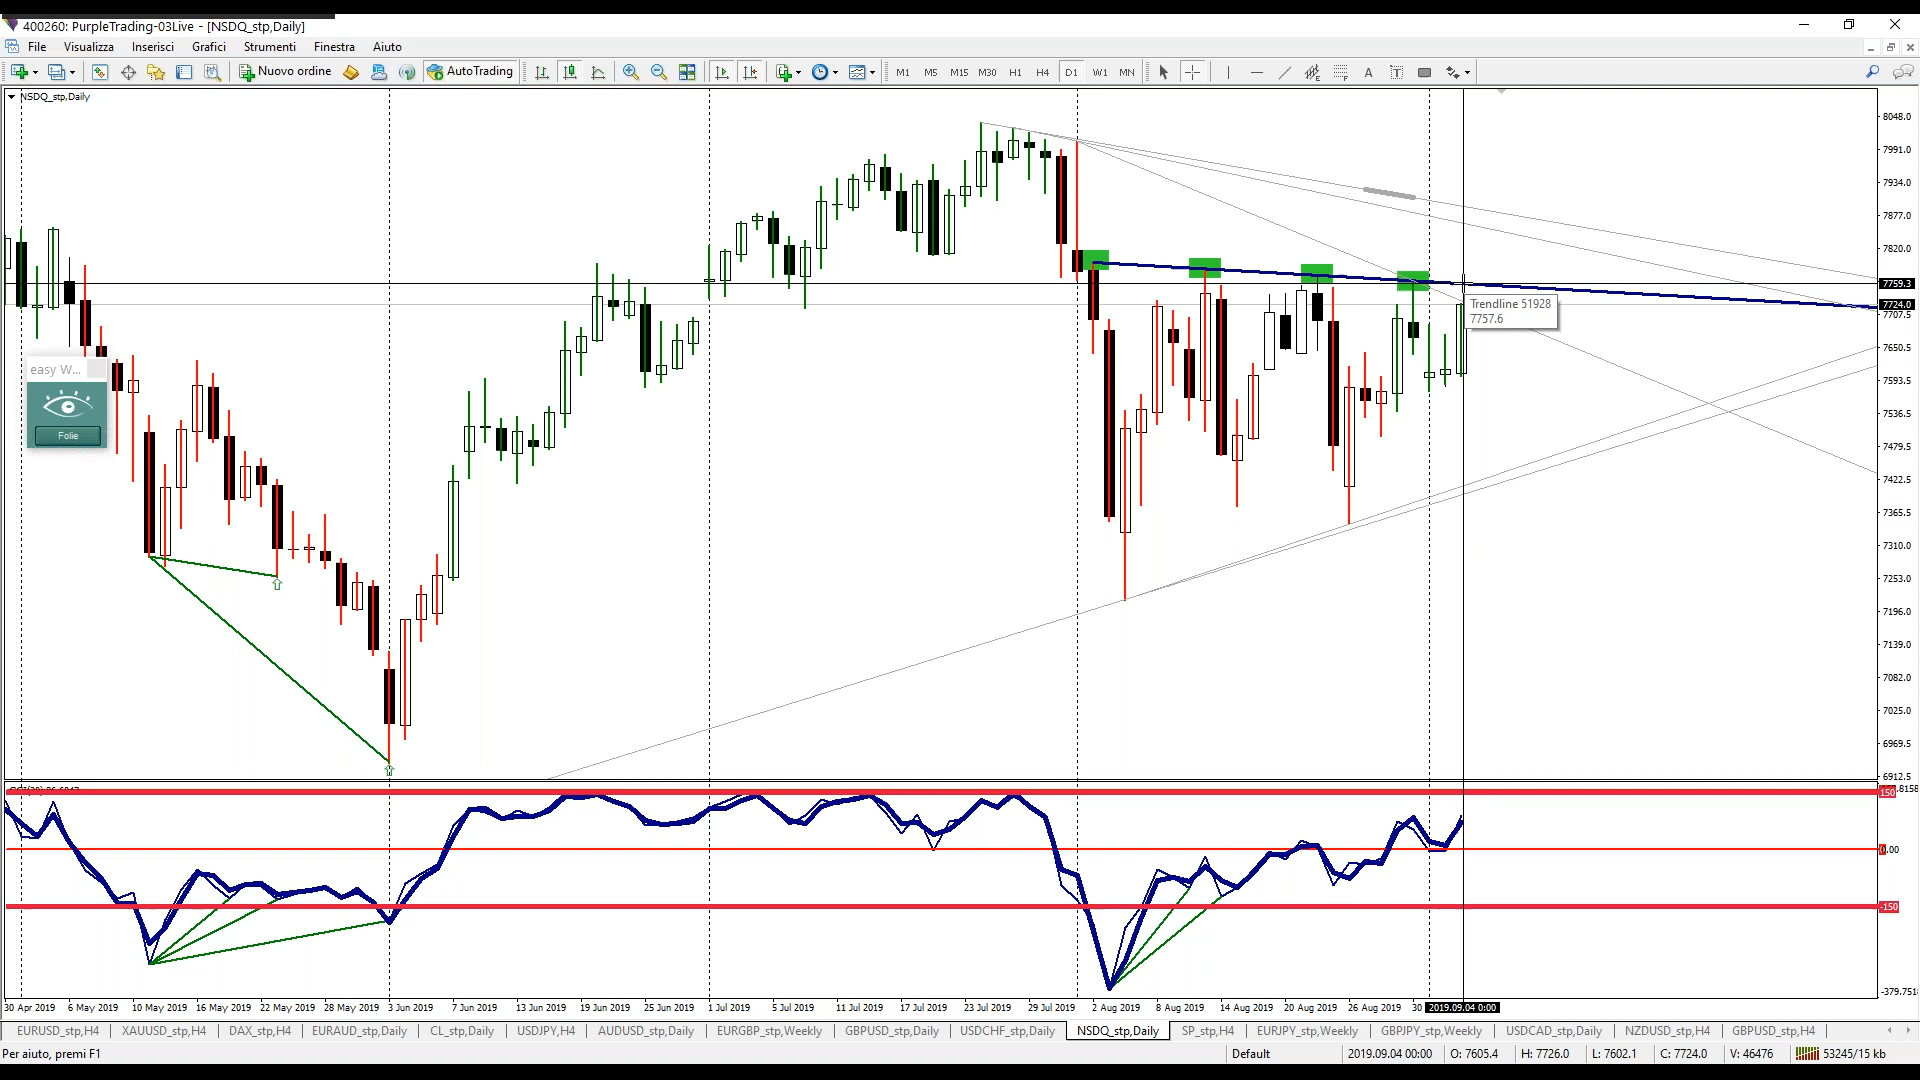 400260: PurpleTrading-03Live - [NSDQ_stp,Daily]
File Visualizza Inserisci Grafici Strumenti Finestra Aiuto
Nuovo ordine AutoTrading M1 M5 M15 M30 H1 H4 D1 W1 MN A T
NSDQ_stp,Daily
8048.0
7991.0
7934.0
7877.0
7820.0
7759.3
7724.0
7707.5
7650.5
7593.5
7536.5
7479.5
7422.5
7365.5
7310.0
7253.0
7196.0
7139.0
7082.0
7025.0
6969.5
6912.5
Trendline 51928
7757.6
easy W...
Folie
150
0.00
-150
-379.751
30 Apr 2019 6 May 2019 10 May 2019 16 May 2019 22 May 2019 28 May 2019 3 Jun 2019 7 Jun 2019 13 Jun 2019 19 Jun 2019 25 Jun 2019 1 Jul 2019 5 Jul 2019 11 Jul 2019 17 Jul 2019 23 Jul 2019 29 Jul 2019 2 Aug 2019 8 Aug 2019 14 Aug 2019 20 Aug 2019 26 Aug 2019 30 2019.09.04 0:00
EURUSD_stp,H4 XAUUSD_stp,H4 DAX_stp,H4 EURAUD_stp,Daily CL_stp,Daily USDJPY,H4 AUDUSD_stp,Daily EURGBP_stp,Weekly GBPUSD_stp,Daily USDCHF_stp,Daily NSDQ_stp,Daily SP_stp,H4 EURJPY_stp,Weekly GBPJPY_stp,Weekly USDCAD_stp,Daily NZDUSD_stp,H4 GBPUSD_stp,H4
Per aiuto, premi F1 Default 2019.09.04 00:00 O: 7605.4 H: 7726.0 L: 7602.1 C: 7724.0 V: 46476 53245/15 kb